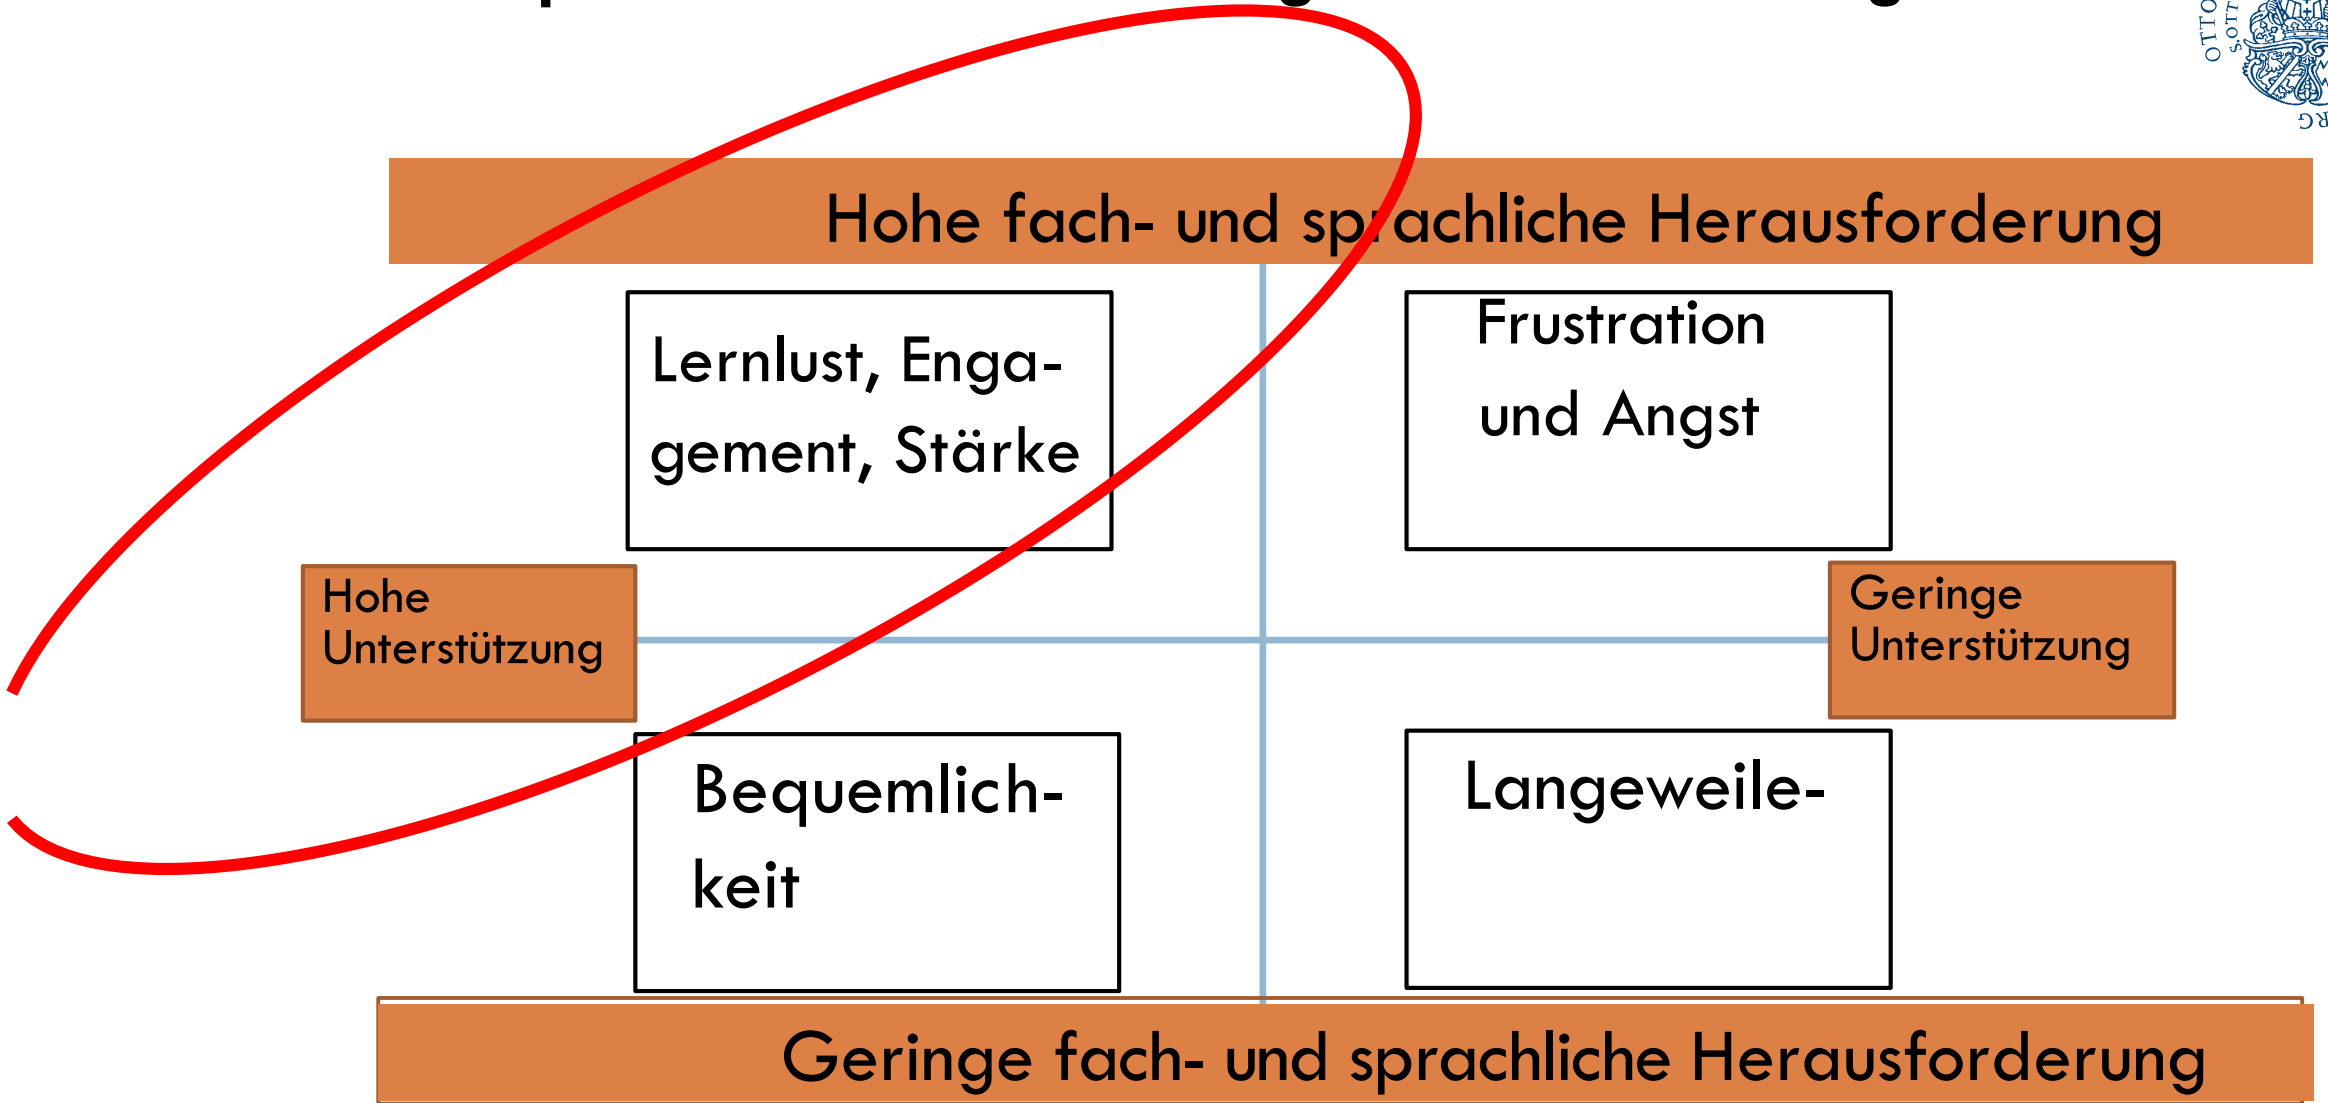 Hohe fach- und sprachliche Herausforderung
Lernlust, Enga-
gement, Stärke
Frustration
und Angst
Hohe
Unterstützung
Geringe
Unterstützung
Bequemlich-
keit
Langeweile-
Geringe fach- und sprachliche Herausforderung